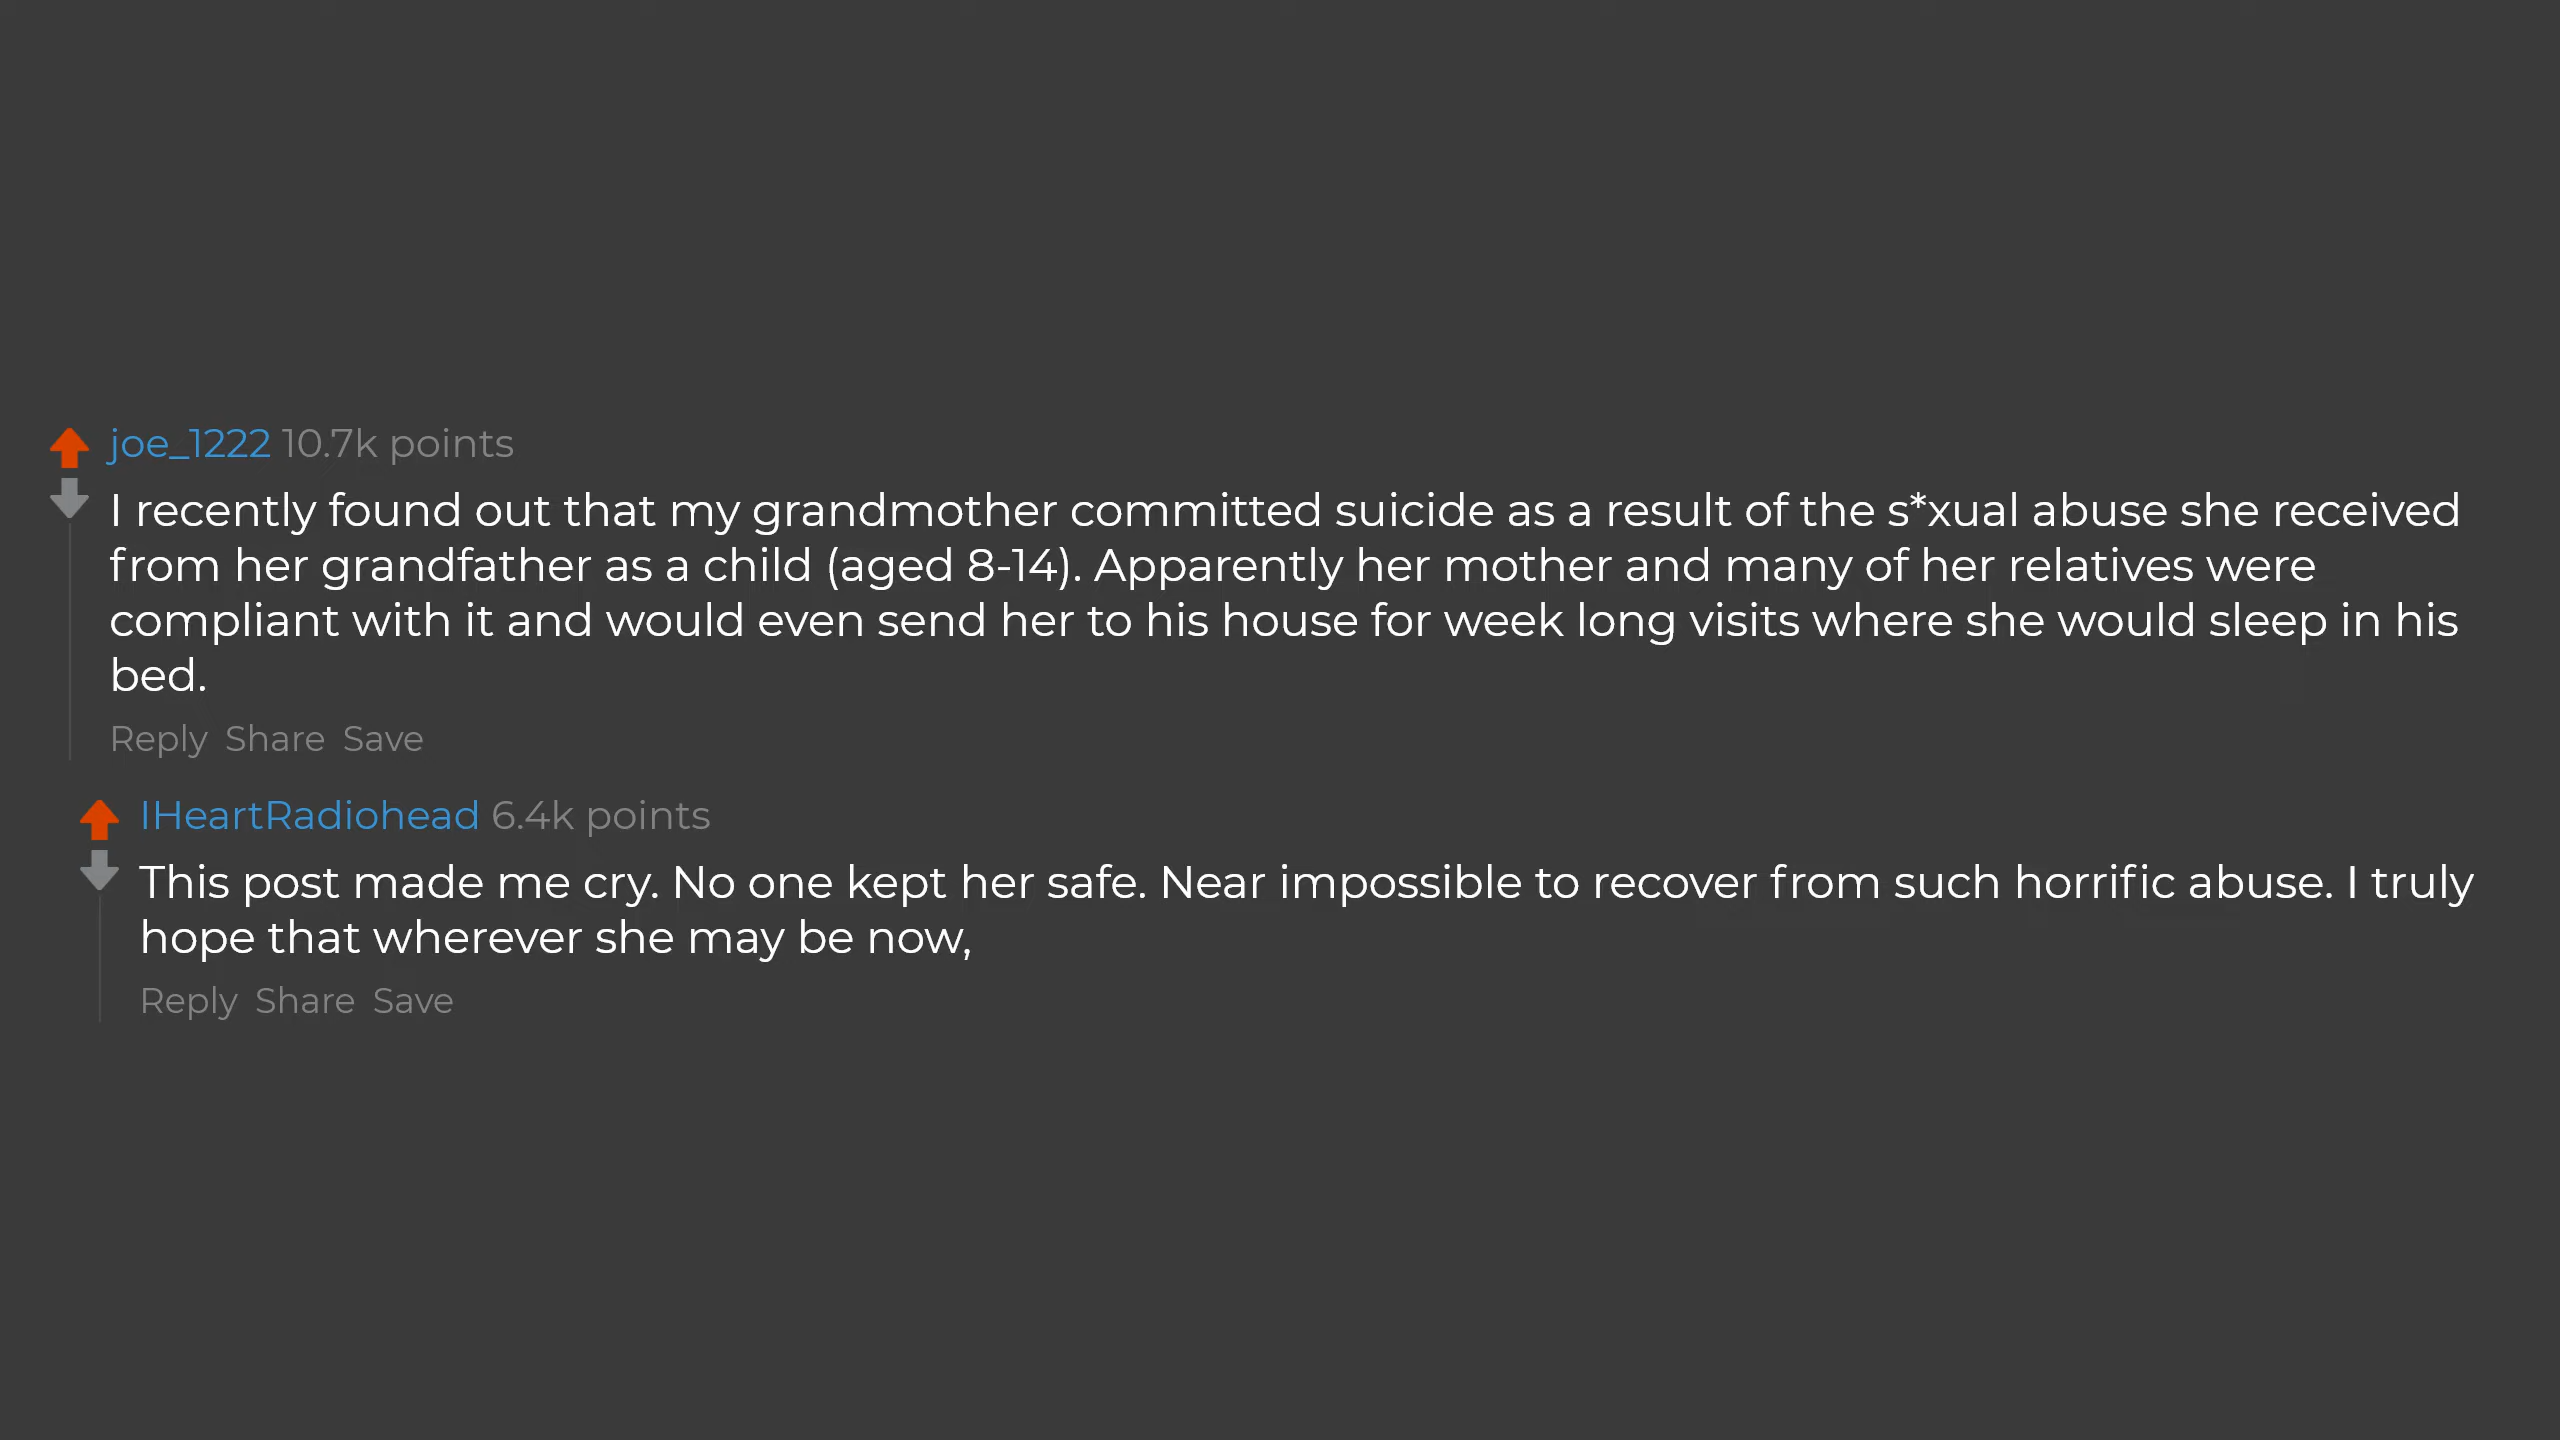 joe_1222 10.7k points
I recently found out that my grandmother committed suicide as a result of the s*xual abuse she received
from her grandfather as a child (aged 8-14). Apparently her mother and many of her relatives were
compliant with it and would even send her to his house for week long visits where she would sleep in his
bed.
Reply Share Save
IHeartRadiohead 6.4k points
This post made me cry. No one kept her safe. Near impossible to recover from such horrific abuse. I truly
hope that wherever she may be now,
Reply Share Save